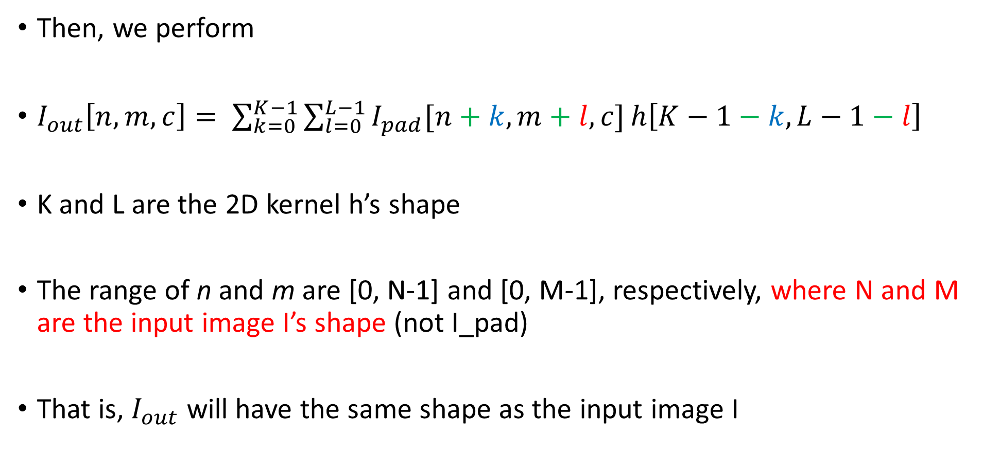 • Then, we perform
• I_{out}[n, m, c] = \sum_{k=0}^{K-1} \sum_{l=0}^{L-1} I_{pad}[n + k, m + l, c] h[K − 1 − k, L − 1 − l]
• K and L are the 2D kernel h’s shape
• The range of n and m are [0, N-1] and [0, M-1], respectively, where N and M
are the input image I’s shape (not I_pad)
• That is, I_{out} will have the same shape as the input image I